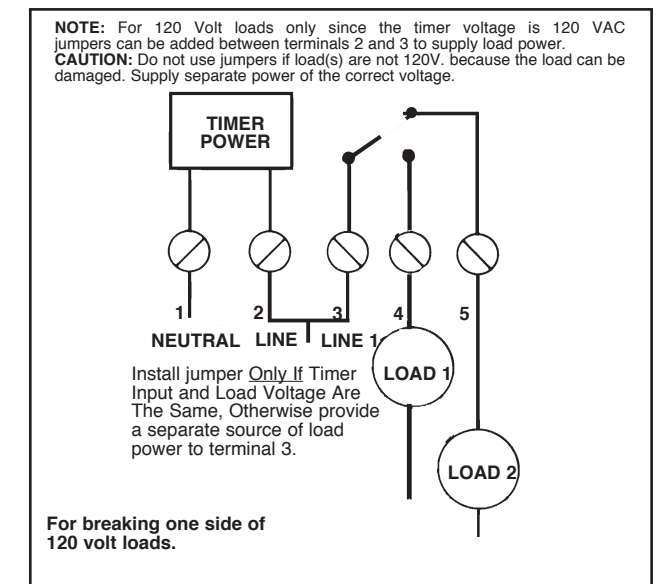 NOTE: For 120 Volt loads only since the timer voltage is 120 VAC
jumpers can be added between terminals 2 and 3 to supply load power.
CAUTION: Do not use jumpers if load(s) are not 120V. because the load can be
damaged. Supply separate power of the correct voltage.
TIMER
POWER
1 2 3 4 5
NEUTRAL LINE LINE 1
LOAD 1
Install jumper Only If Timer
Input and Load Voltage Are
The Same, Otherwise provide
a separate source of load
power to terminal 3.
LOAD 2
For breaking one side of
120 volt loads.